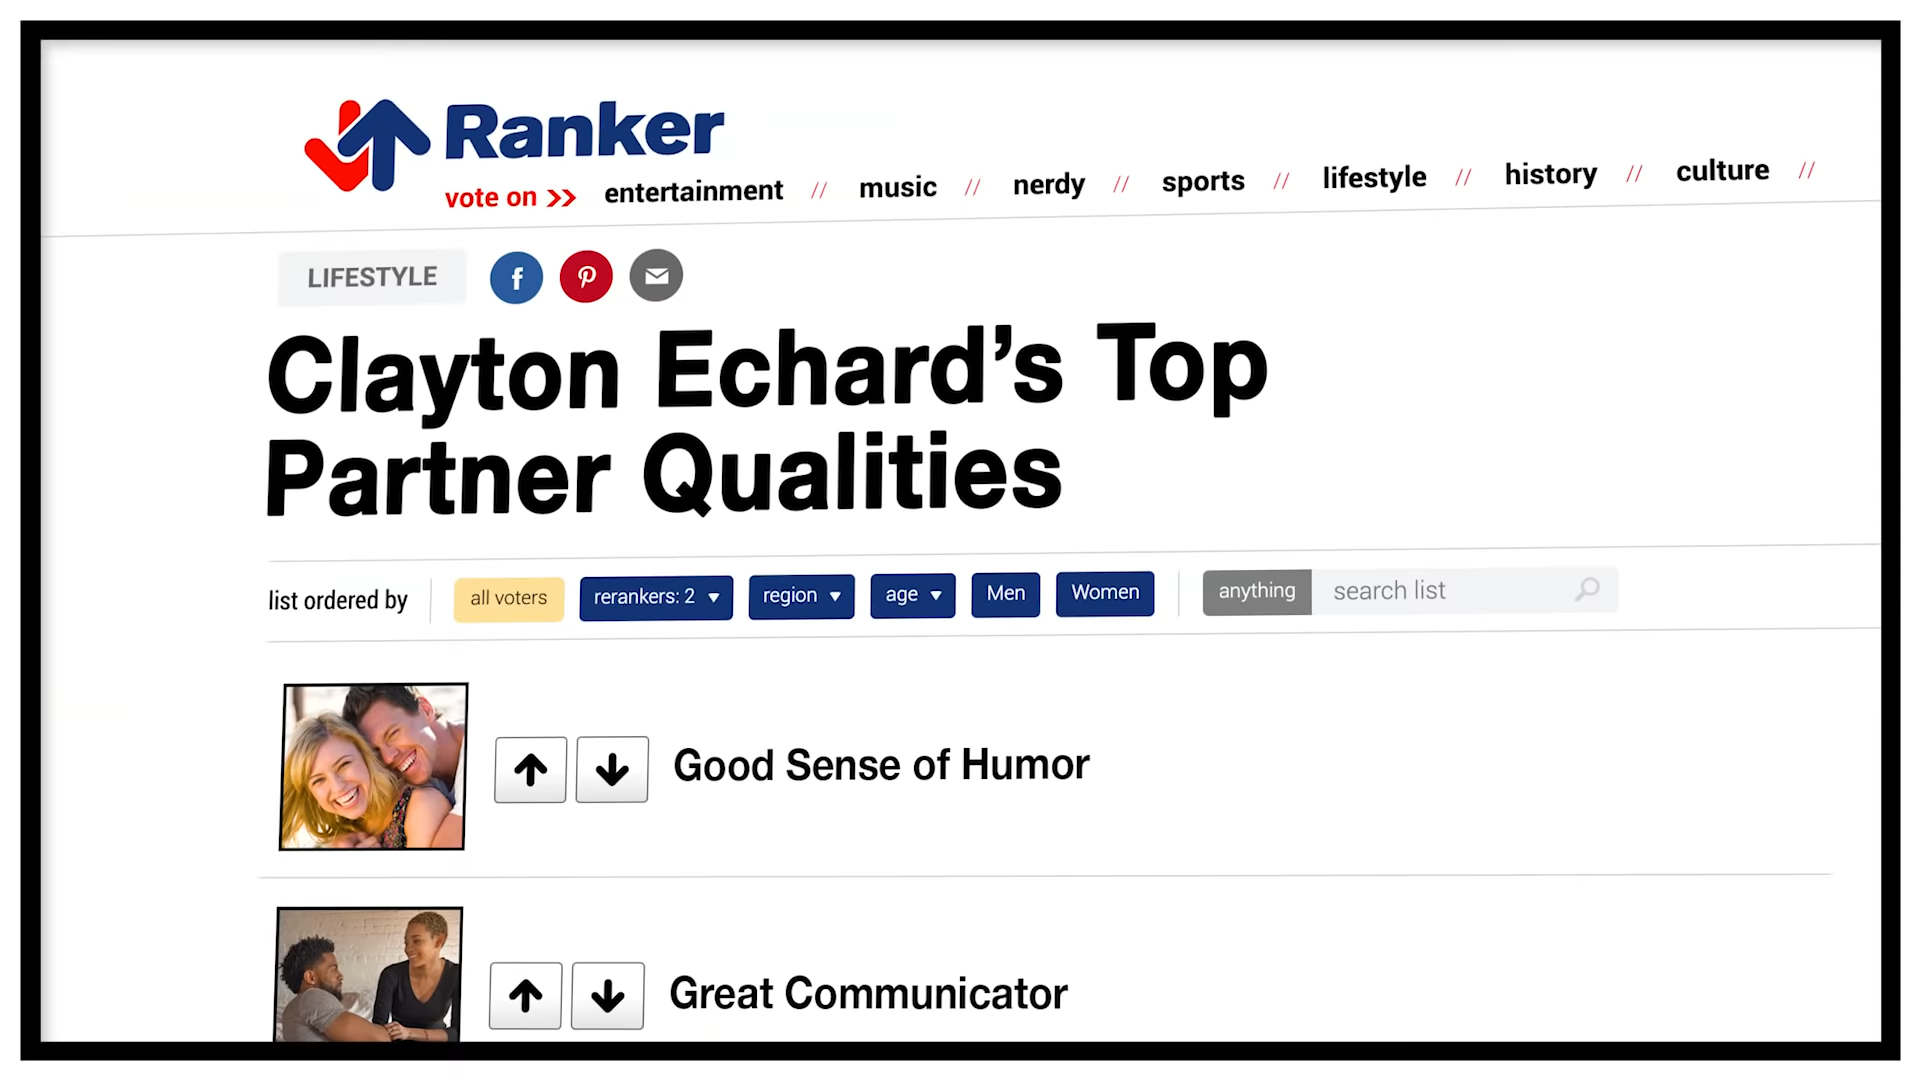 Ranker
vote on >> entertainment // music // nerdy // sports // lifestyle // history // culture //
LIFESTYLE
Clayton Echard’s Top
Partner Qualities
list ordered by all voters rerankers: 2 region age Men Women anything search list
Good Sense of Humor
Great Communicator